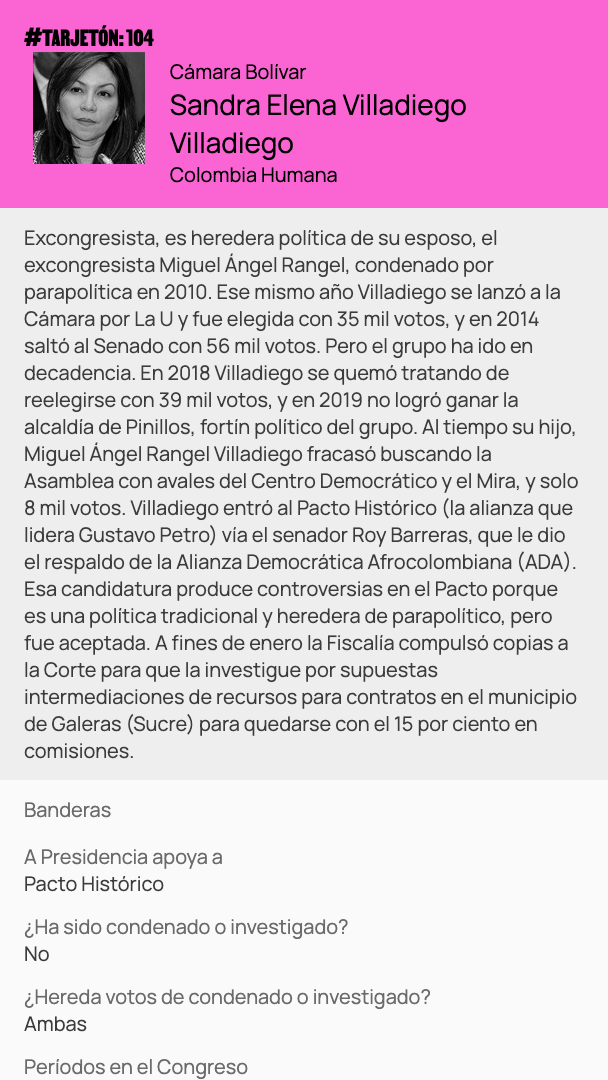 #TARJETÓN: 104
Cámara Bolívar
Sandra Elena Villadiego
Villadiego
Colombia Humana
Excongresista, es heredera política de su esposo, el
excongresista Miguel Ángel Rangel, condenado por
parapolítica en 2010. Ese mismo año Villadiego se lanzó a la
Cámara por La U y fue elegida con 35 mil votos, y en 2014
saltó al Senado con 56 mil votos. Pero el grupo ha ido en
decadencia. En 2018 Villadiego se quemó tratando de
reelegirse con 39 mil votos, y en 2019 no logró ganar la
alcaldía de Pinillos, fortín político del grupo. Al tiempo su hijo,
Miguel Ángel Rangel Villadiego fracasó buscando la
Asamblea con avales del Centro Democrático y el Mira, y solo
8 mil votos. Villadiego entró al Pacto Histórico (la alianza que
lidera Gustavo Petro) vía el senador Roy Barreras, que le dio
el respaldo de la Alianza Democrática Afrocolombiana (ADA).
Esa candidatura produce controversias en el Pacto porque
es una política tradicional y heredera de parapolítico, pero
fue aceptada. A fines de enero la Fiscalía compulsó copias a
la Corte para que la investigue por supuestas
intermediaciones de recursos para contratos en el municipio
de Galeras (Sucre) para quedarse con el 15 por ciento en
comisiones.
Banderas
A Presidencia apoya a
Pacto Histórico
¿Ha sido condenado o investigado?
No
¿Hereda votos de condenado o investigado?
Ambas
Períodos en el Congreso